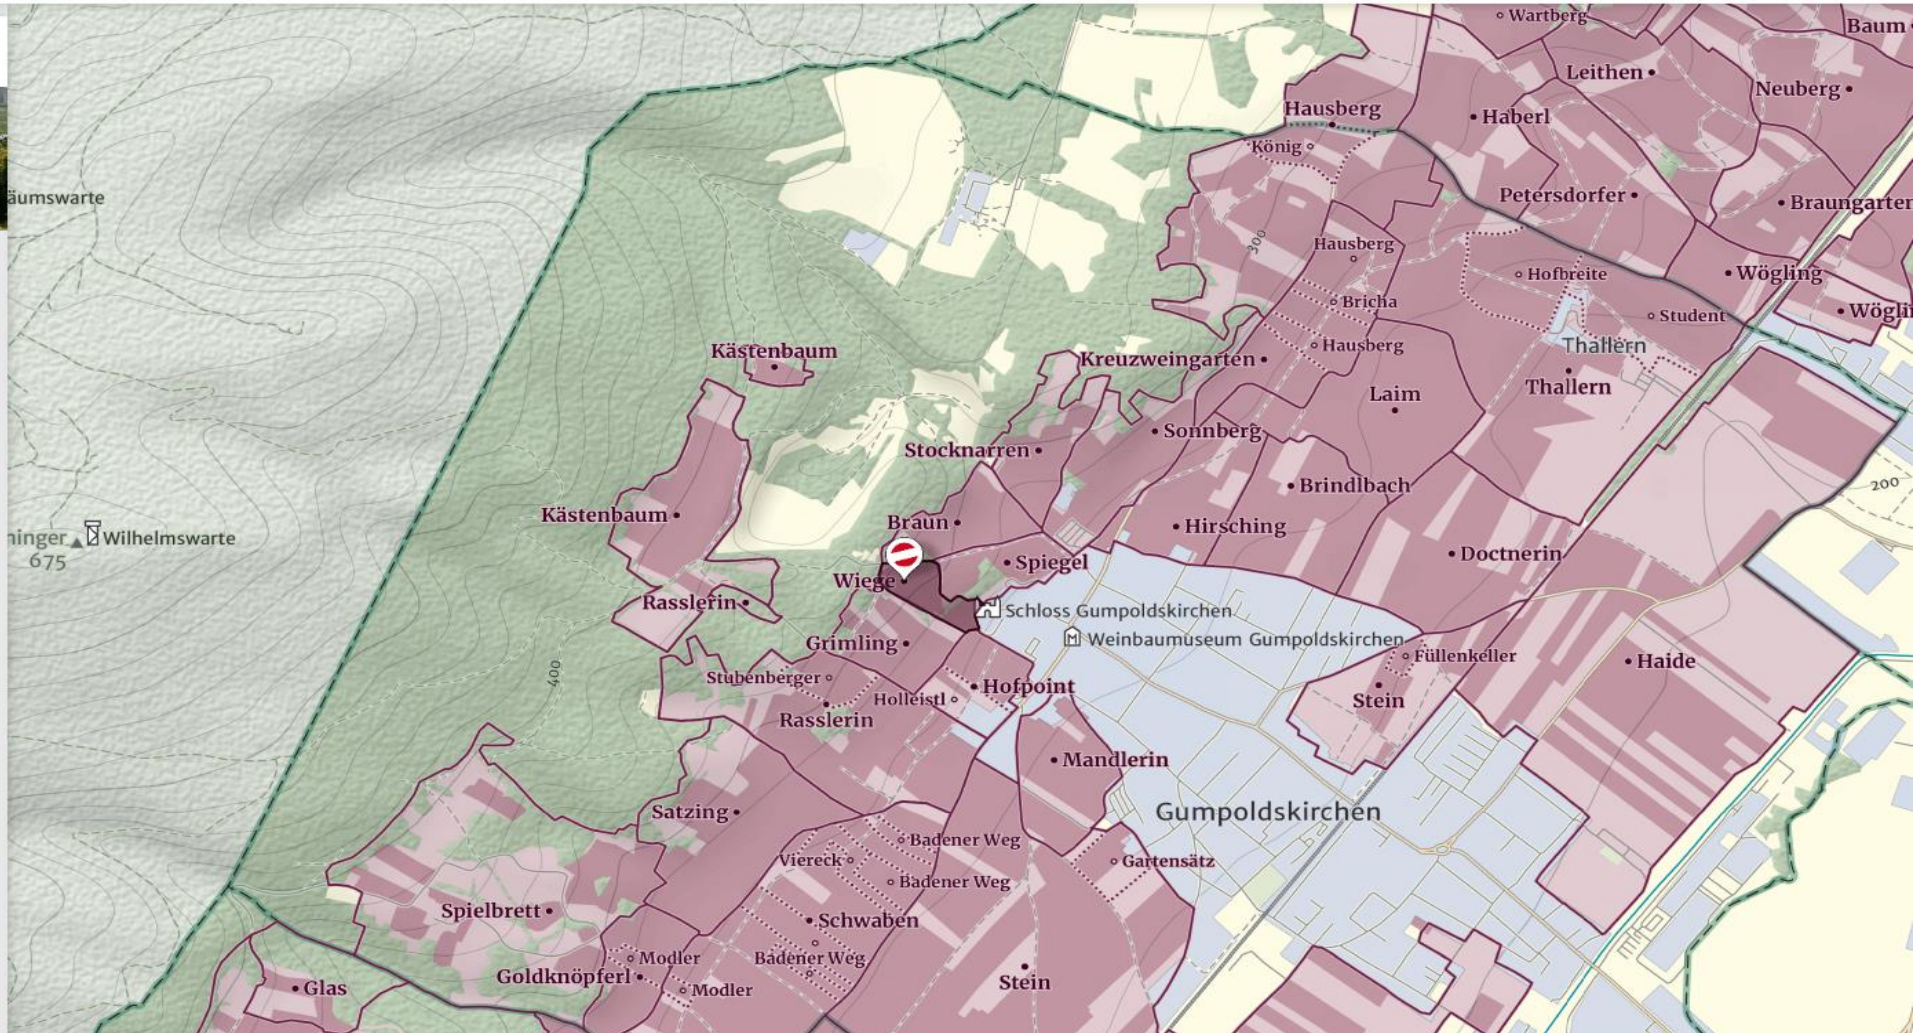 Wartberg
Baum
Leithen
Neuberg
Hausberg
Haberl
König
äumswarte
Petersdorfer
Braungarten
Hausberg
300
Hofbreite
Wögling
Bricha
Student
Wögli
Kästenbaum
Kreuzweingarten
Hausberg
Thallern
Thallern
Laim
Sonnberg
Stocknarren
Brindlbach
200
Kästenbaum
Braun
Hirsching
ninger
Wilhelmswarte
675
Doctnerin
Spiegel
Wiege
Rasslerin
Schloss Gumpoldskirchen
M
Weinbaumuseum Gumpoldskirchen
Grimling
Füllenkeller
Haide
400
Stubenberger
Hofpoint
Holleistl
Stein
Rasslerin
Mandlerin
Satzing
Gumpoldskirchen
Badener Weg
Viereck
Gartensätz
Badener Weg
Spielbrett
Schwaben
Modler
Badener Weg
Goldknöpferl
Modler
Stein
Glas